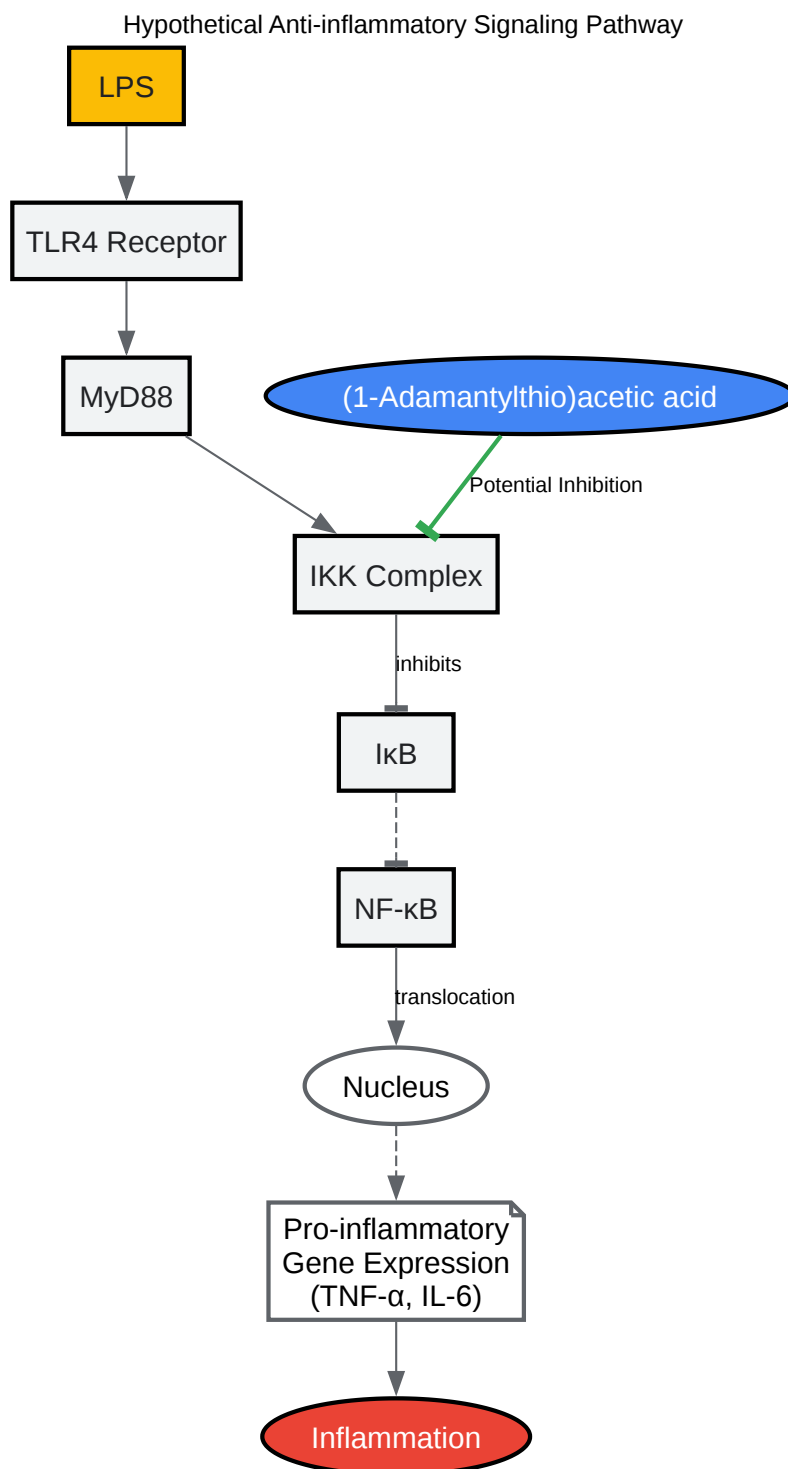 Hypothetical Anti-inflammatory Signaling Pathway
LPS
TLR4 Receptor
MyD88
(1-Adamantylthio)acetic acid
Potential Inhibition
IKK Complex
inhibits
IκB
NF-κB
translocation
Nucleus
Pro-inflammatory
Gene Expression
(TNF-α, IL-6)
Inflammation